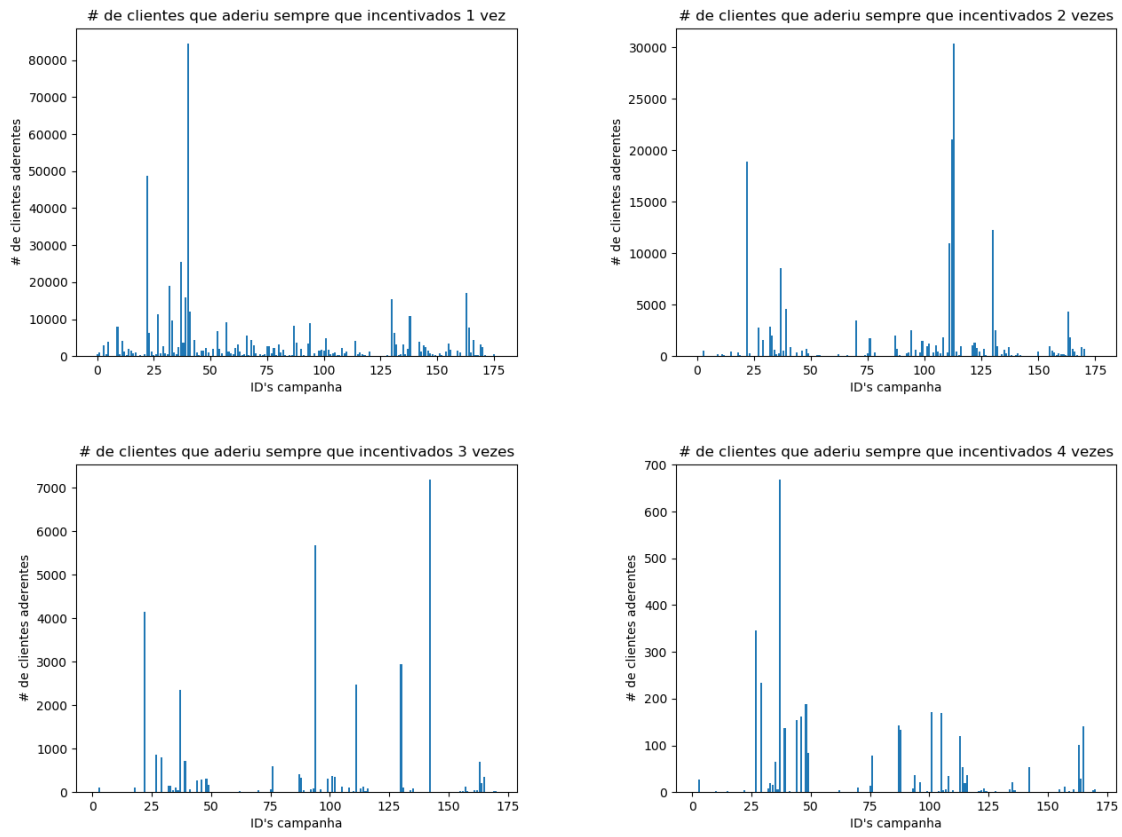 # de clientes que aderiu sempre que incentivados 1 vez
# de clientes aderentes
80000
70000
60000
50000
40000
30000
20000
10000
0
0 25 50 75 100 125 150 175
ID's campanha
# de clientes que aderiu sempre que incentivados 2 vezes
# de clientes aderentes
30000
25000
20000
15000
10000
5000
0
0 25 50 75 100 125 150 175
ID's campanha
# de clientes que aderiu sempre que incentivados 3 vezes
# de clientes aderentes
7000
6000
5000
4000
3000
2000
1000
0
0 25 50 75 100 125 150 175
ID's campanha
# de clientes que aderiu sempre que incentivados 4 vezes
# de clientes aderentes
700
600
500
400
300
200
100
0
0 25 50 75 100 125 150 175
ID's campanha